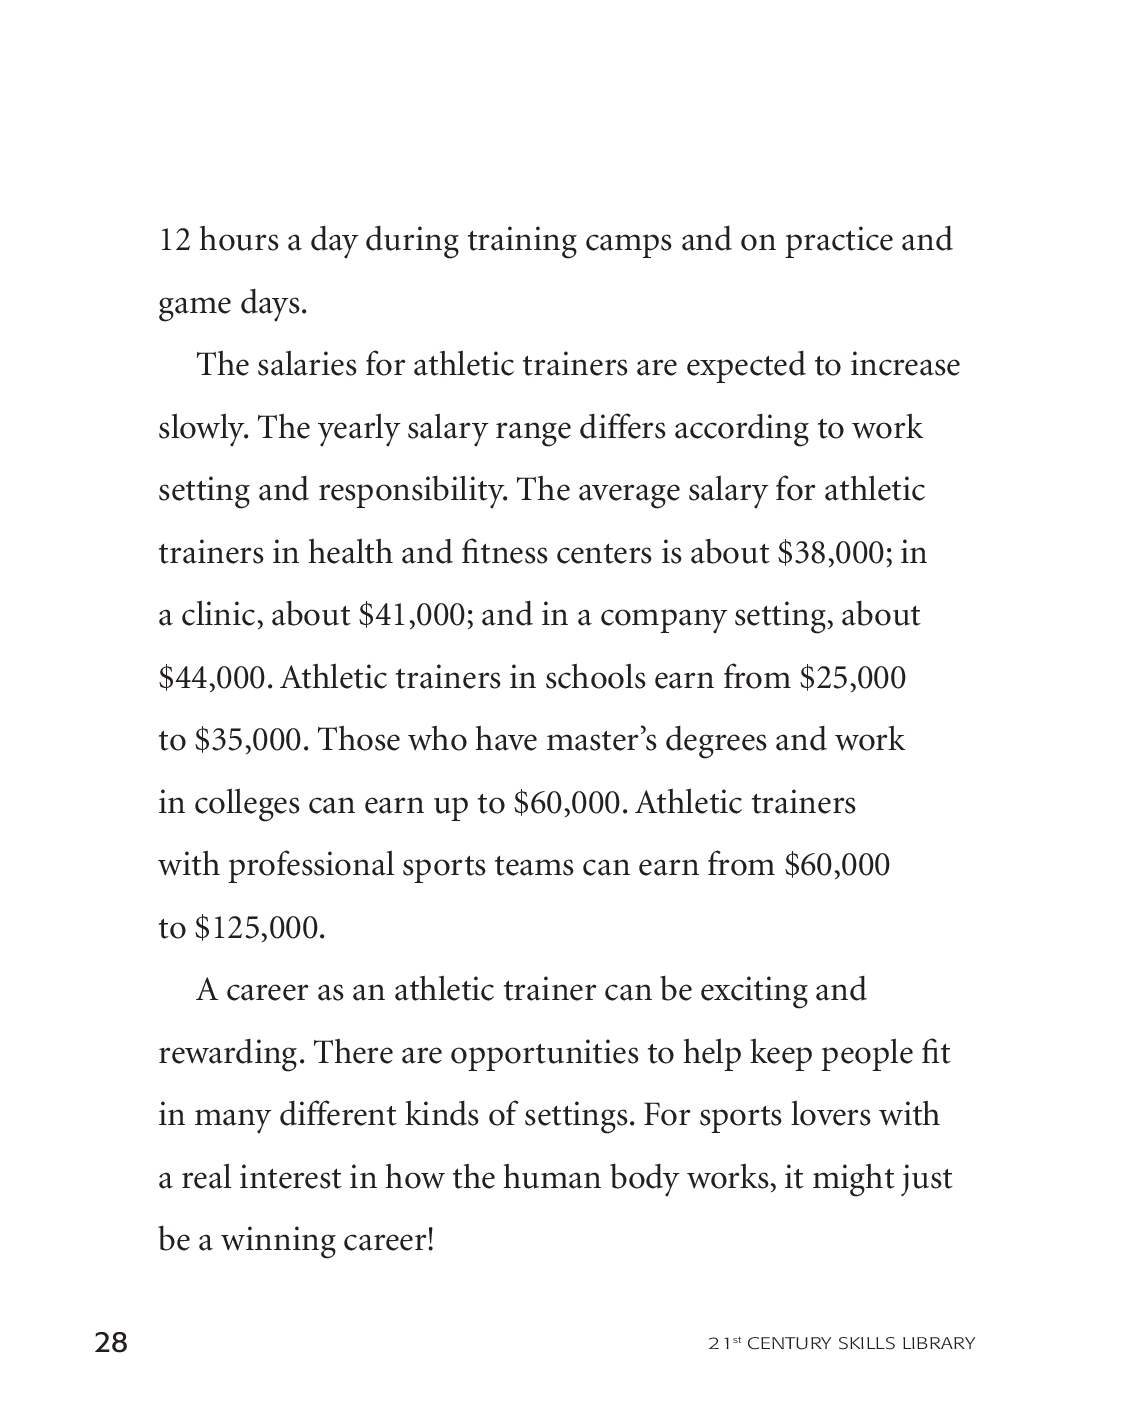 12 hours a day during training camps and on practice and
game days.
The salaries for athletic trainers are expected to increase
slowly. The yearly salary range differs according to work
setting and responsibility. The average salary for athletic
trainers in health and fitness centers is about $38,000; in
a clinic, about $41,000; and in a company setting, about
$44,000. Athletic trainers in schools earn from $25,000
to $35,000. Those who have master’s degrees and work
in colleges can earn up to $60,000. Athletic trainers
with professional sports teams can earn from $60,000
to $125,000.
A career as an athletic trainer can be exciting and
rewarding. There are opportunities to help keep people fit
in many different kinds of settings. For sports lovers with
a real interest in how the human body works, it might just
be a winning career!
28 21st CENTURY SKILLS LIBRARY